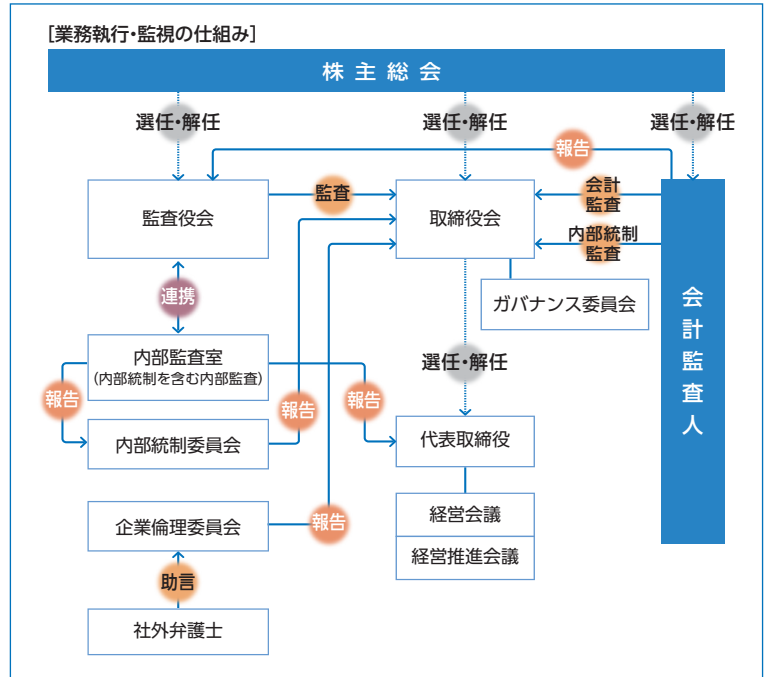 [業務執行・監視の仕組み]
株主総会
選任・解任
選任・解任
選任・解任
報告
監査役会
監査
取締役会
会計
監査
内部統制
監査
会計監査人
連携
ガバナンス委員会
内部監査室
(内部統制を含む内部監査)
選任・解任
報告
報告
報告
内部統制委員会
代表取締役
企業倫理委員会
報告
経営会議
経営推進会議
助言
社外弁護士